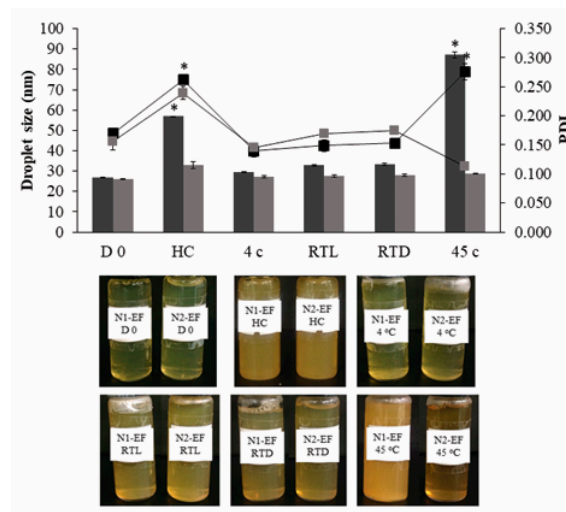 100
90
80
70
60
50
40
30
20
10
0
Droplet size (nm)
0.350
0.300
0.250
0.200
0.150
0.100
0.050
0.000
PDI
* * * *
D 0 HC 4 c RTL RTD 45 c
N1-EF D 0
N2-EF D 0
N1-EF HC
N2-EF HC
N1-EF 4 °C
N2-EF 4 °C
N1-EF RTL
N2-EF RTL
N1-EF RTD
N2-EF RTD
N1-EF 45 °C
N2-EF 45 °C